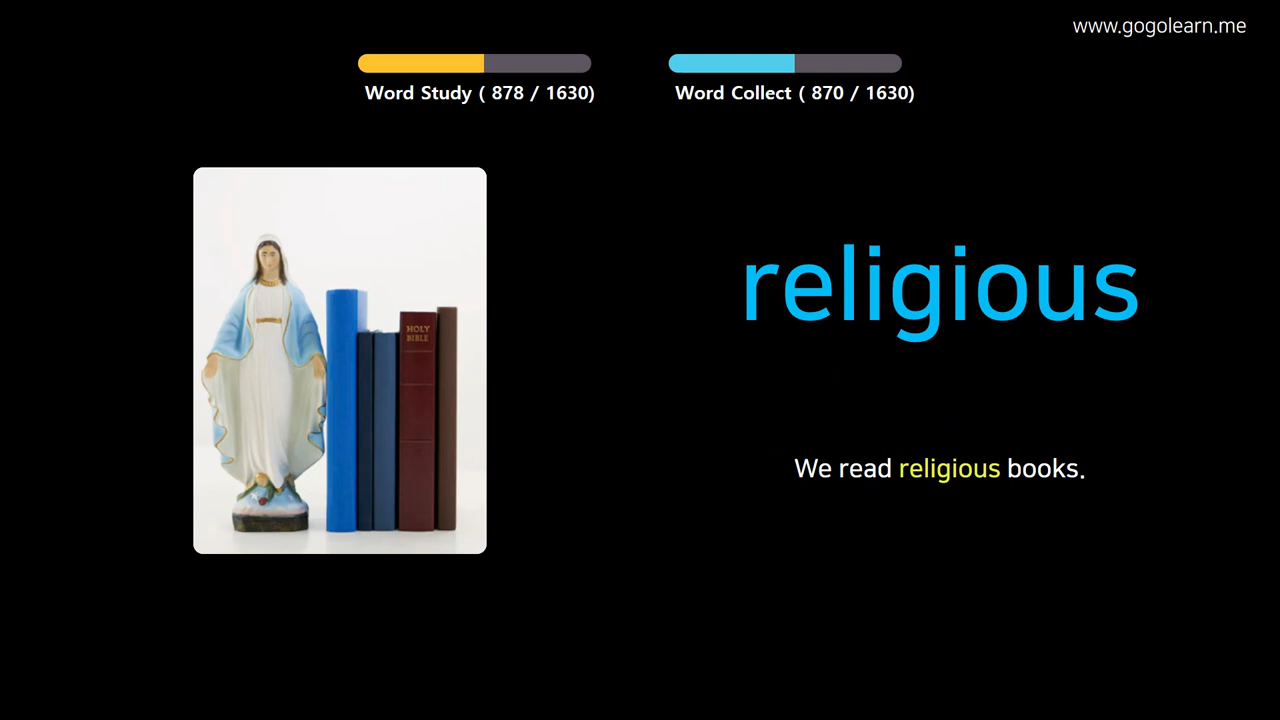 www.gogolearn.me
Word Study ( 878 / 1630)
Word Collect ( 870 / 1630)
HOLY
BIBLE
religious
We read religious books.